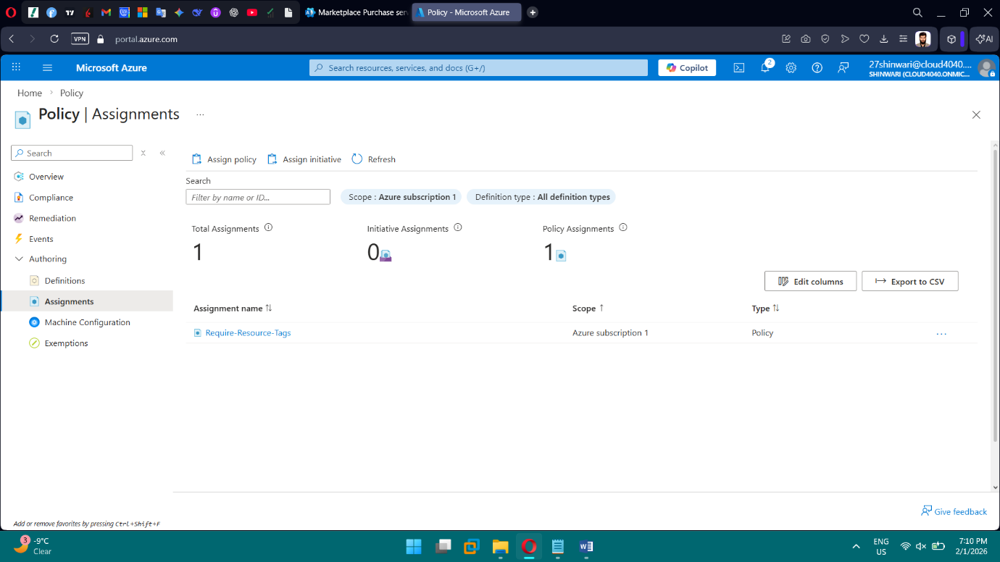 Marketplace Purchase serv
Policy - Microsoft Azure
VPN
portal.azure.com
AI
Microsoft Azure
Search resources, services, and docs (G+/)
Copilot
2
27shinwari@cloud4040....
SHINWARI (CLOUD4040.ONMIC...
Home > Policy
Policy | Assignments
...
Search
Assign policy
Assign initiative
Refresh
Overview
Compliance
Remediation
Events
Authoring
Definitions
Assignments
Machine Configuration
Exemptions
Search
Filter by name or ID...
Scope : Azure subscription 1
Definition type : All definition types
Total Assignments
Initiative Assignments
Policy Assignments
1
0
1
Edit columns
Export to CSV
Assignment name
Scope
Type
Require-Resource-Tags
Azure subscription 1
Policy
...
Give feedback
Add or remove favorites by pressing Ctrl+Shift+F
3
-9°C
Clear
ENG
US
7:10 PM
2/1/2026